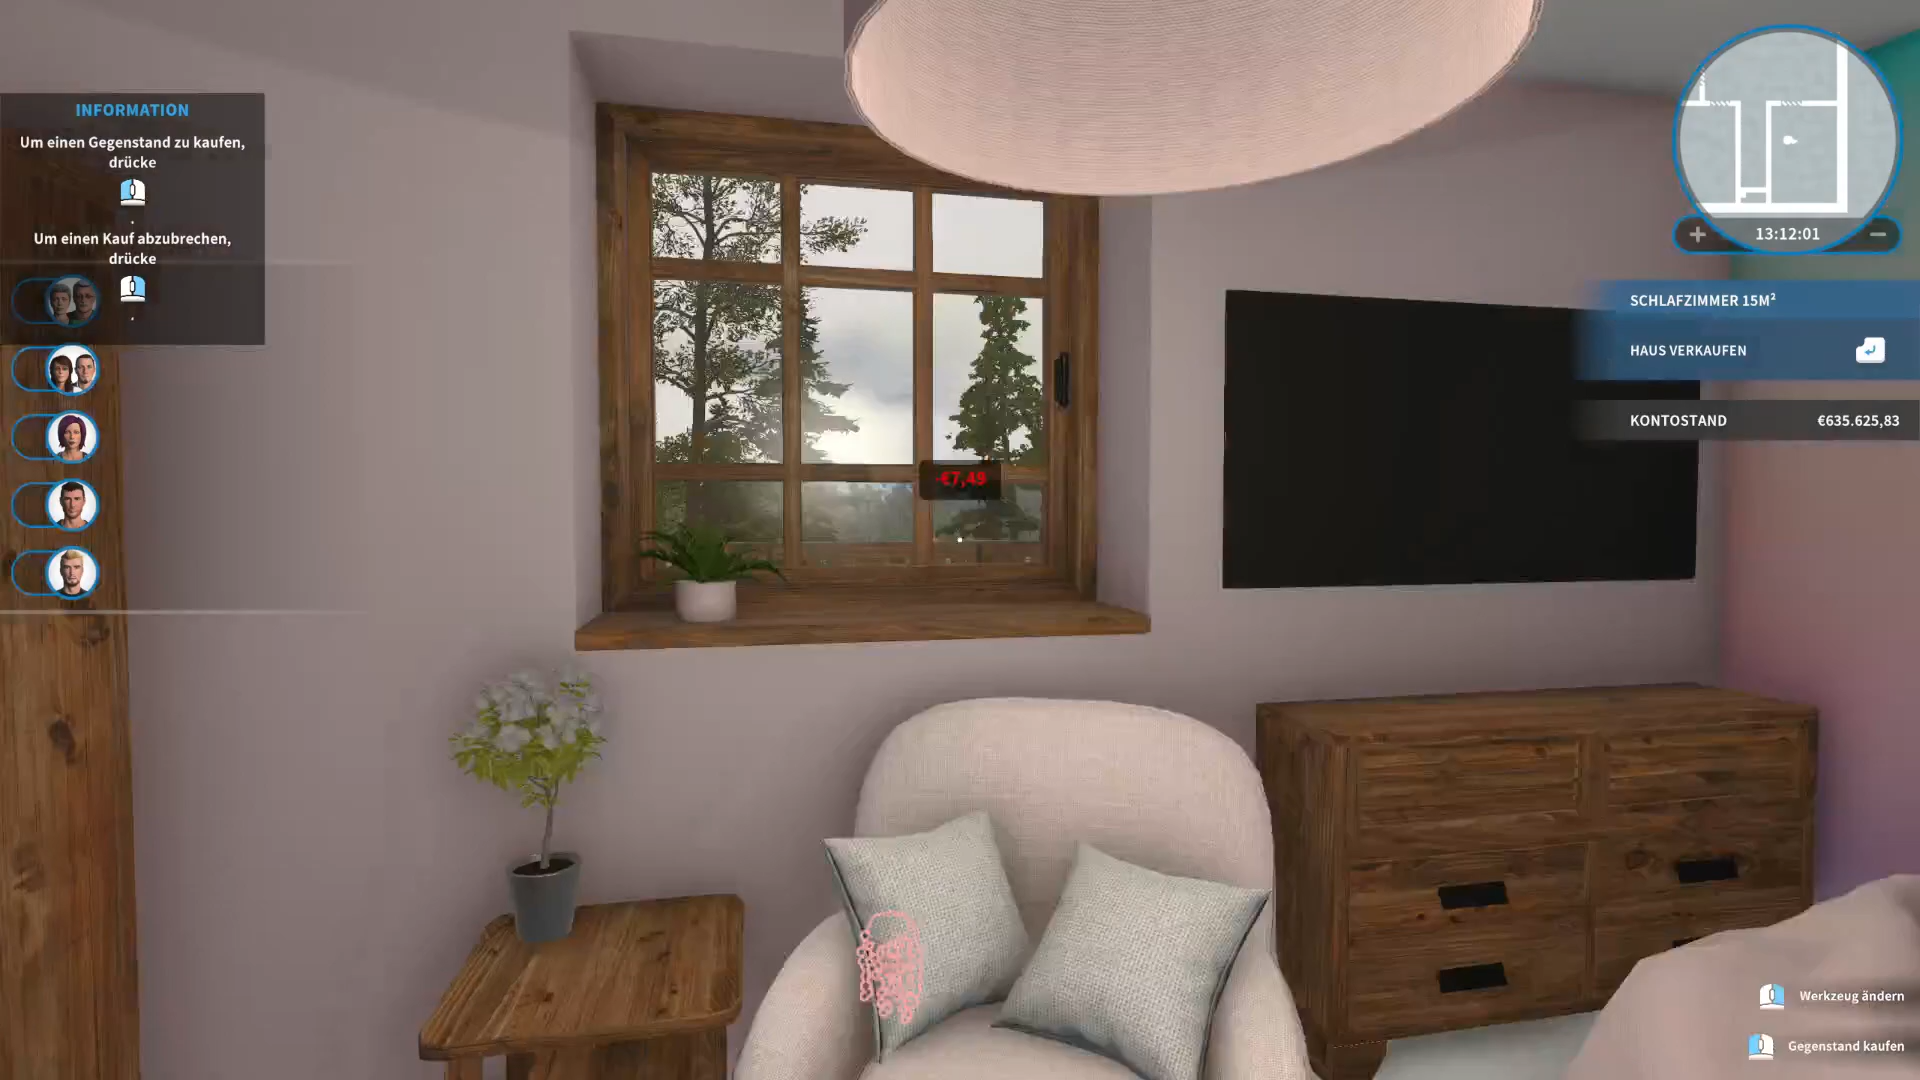 INFORMATION
Um einen Gegenstand zu kaufen,
drücke
.
Um einen Kauf abzubrechen,
drücke
.
13:12:01
SCHLAFZIMMER 15M²
HAUS VERKAUFEN
KONTOSTAND €635.625,83
-€7,49
Werkzeug ändern
Gegenstand kaufen